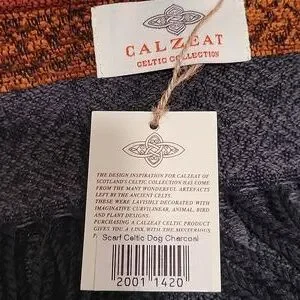 CALZEAT
CELTIC COLLECTION
THE DESIGN INSPIRATION FOR CALZEAT OF
SCOTLAND'S CELTIC COLLECTION HAS COME
FROM THE MANY WONDERFUL ARTEFACTS
LEFT BY THE ANCIENT CELTS.
THESE WERE LAVISHLY DECORATED WITH
IMAGINATIVE CURVILINEAR, ANIMAL, BIRD
AND PLANT DESIGNS.
PURCHASING A CALZEAT CELTIC PRODUCT
GIVES YOU A LINK WITH THE MYSTERIOUS
Scarf Celtic Dog Charcoal
2001 1420